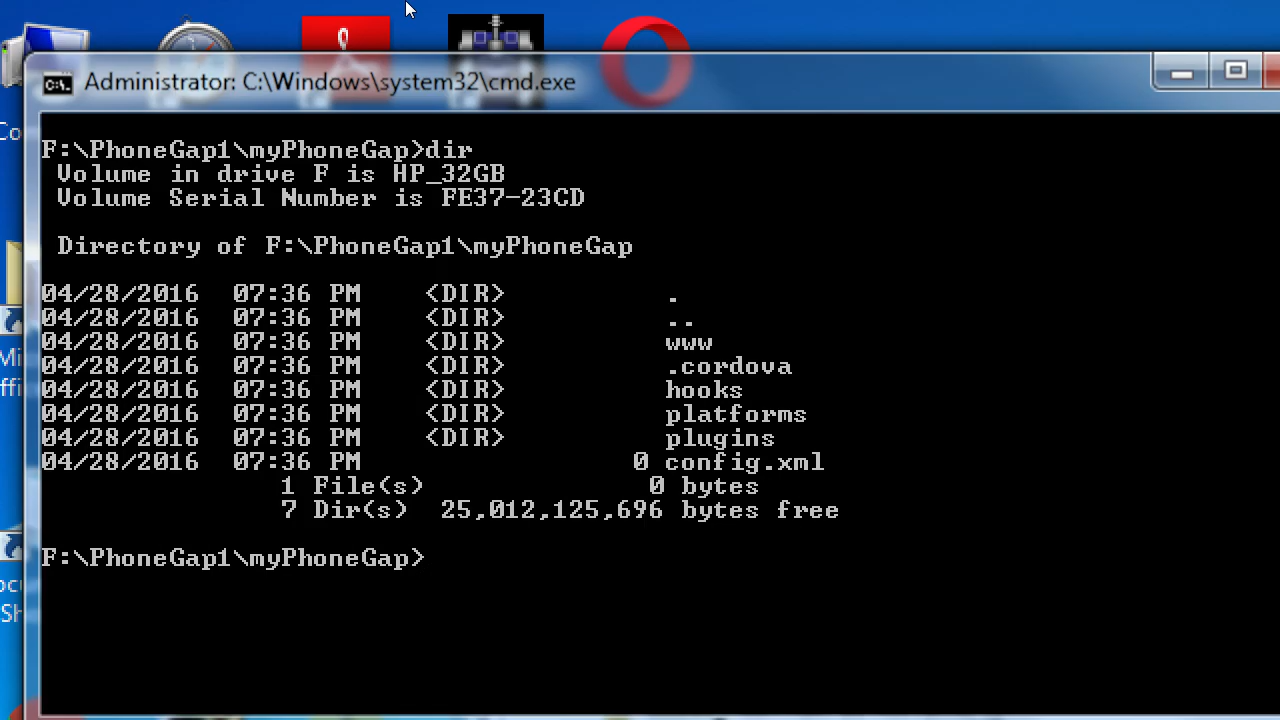 Administrator: C:\Windows\system32\cmd.exe
F:\PhoneGap1\myPhoneGap>dir
Volume in drive F is HP_32GB
Volume Serial Number is FE37-23CD
Directory of F:\PhoneGap1\myPhoneGap
04/28/2016 07:36 PM <DIR> .
04/28/2016 07:36 PM <DIR> ..
04/28/2016 07:36 PM <DIR> www
04/28/2016 07:36 PM <DIR> .cordova
04/28/2016 07:36 PM <DIR> hooks
04/28/2016 07:36 PM <DIR> platforms
04/28/2016 07:36 PM <DIR> plugins
04/28/2016 07:36 PM 0 config.xml
1 File(s) 0 bytes
7 Dir(s) 25,012,125,696 bytes free
F:\PhoneGap1\myPhoneGap>